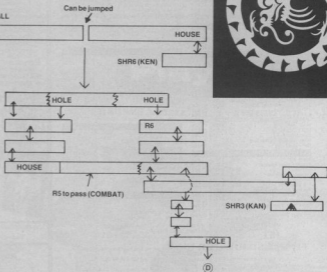 Can be jumped
LL
HOUSE
SHR6 (KEN)
HOLE
HOLE
R6
HOUSE
R5 to pass (COMBAT)
SHR3 (KAN)
HOLE
D